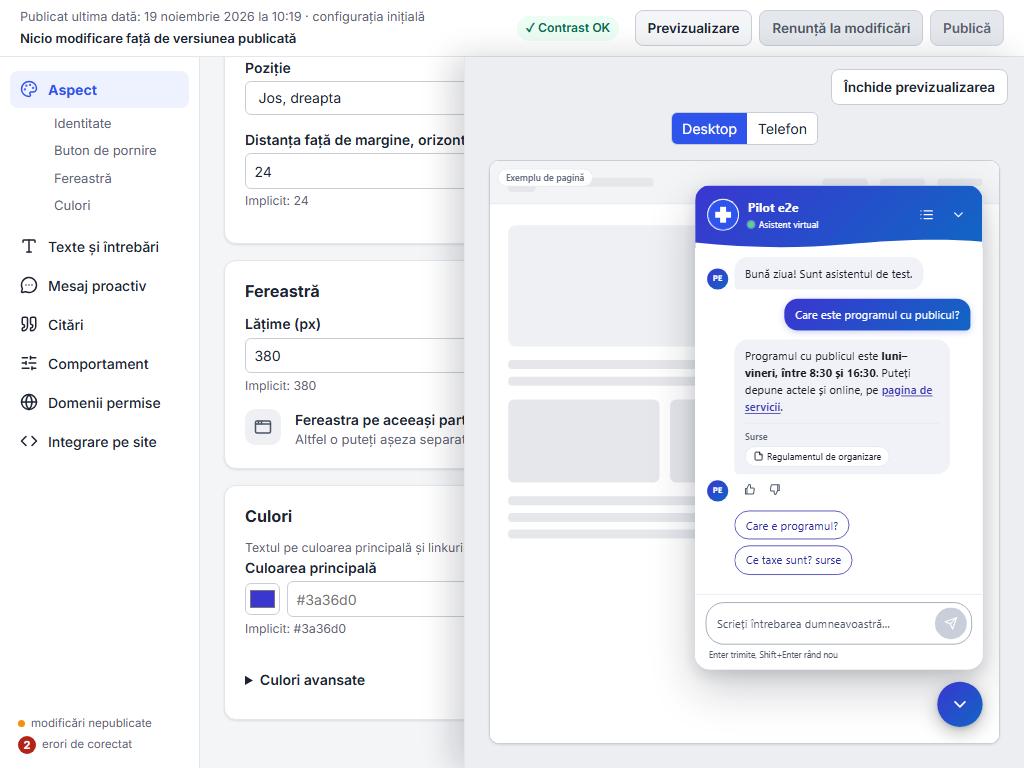 Publicat ultima dată: 19 noiembrie 2026 la 10:19 · configurația inițială
Nicio modificare față de versiunea publicată
✓ Contrast OK
Previzualizare
Renunță la modificări
Publică
Aspect
Identitate
Buton de pornire
Fereastră
Culori
Texte și întrebări
Mesaj proactiv
Citări
Comportament
Domenii permise
Integrare pe site
modificări nepublicate
2 erori de corectat
Poziție
Jos, dreapta
Distanța față de margine, orizont
24
Implicit: 24
Fereastră
Lățime (px)
380
Implicit: 380
Fereastra pe aceeași part
Altfel o puteți așeza separat
Culori
Textul pe culoarea principală și linkuri
Culoarea principală
#3a36d0
Implicit: #3a36d0
Culori avansate
Închide previzualizarea
Desktop
Telefon
Exemplu de pagină
Pilot e2e
Asistent virtual
PE
Bună ziua! Sunt asistentul de test.
Care este programul cu publicul?
Programul cu publicul este luni–
vineri, între 8:30 și 16:30. Puteți
depune actele și online, pe pagina de
servicii.
Surse
Regulamentul de organizare
PE
Care e programul?
Ce taxe sunt? surse
Scrieți întrebarea dumneavoastră...
Enter trimite, Shift+Enter rând nou